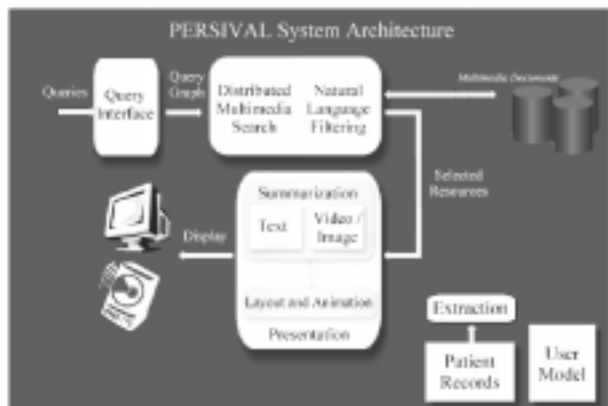 PERSIVAL System Architecture
Queries
Query
Interface
Query
Graph
Distributed
Multimedia
Search
Natural
Language
Filtering
Multimedia Documents
Selected
Resources
Summarization
Text
Video /
Image
Display
Layout and Animation
Presentation
Extraction
Patient
Records
User
Model